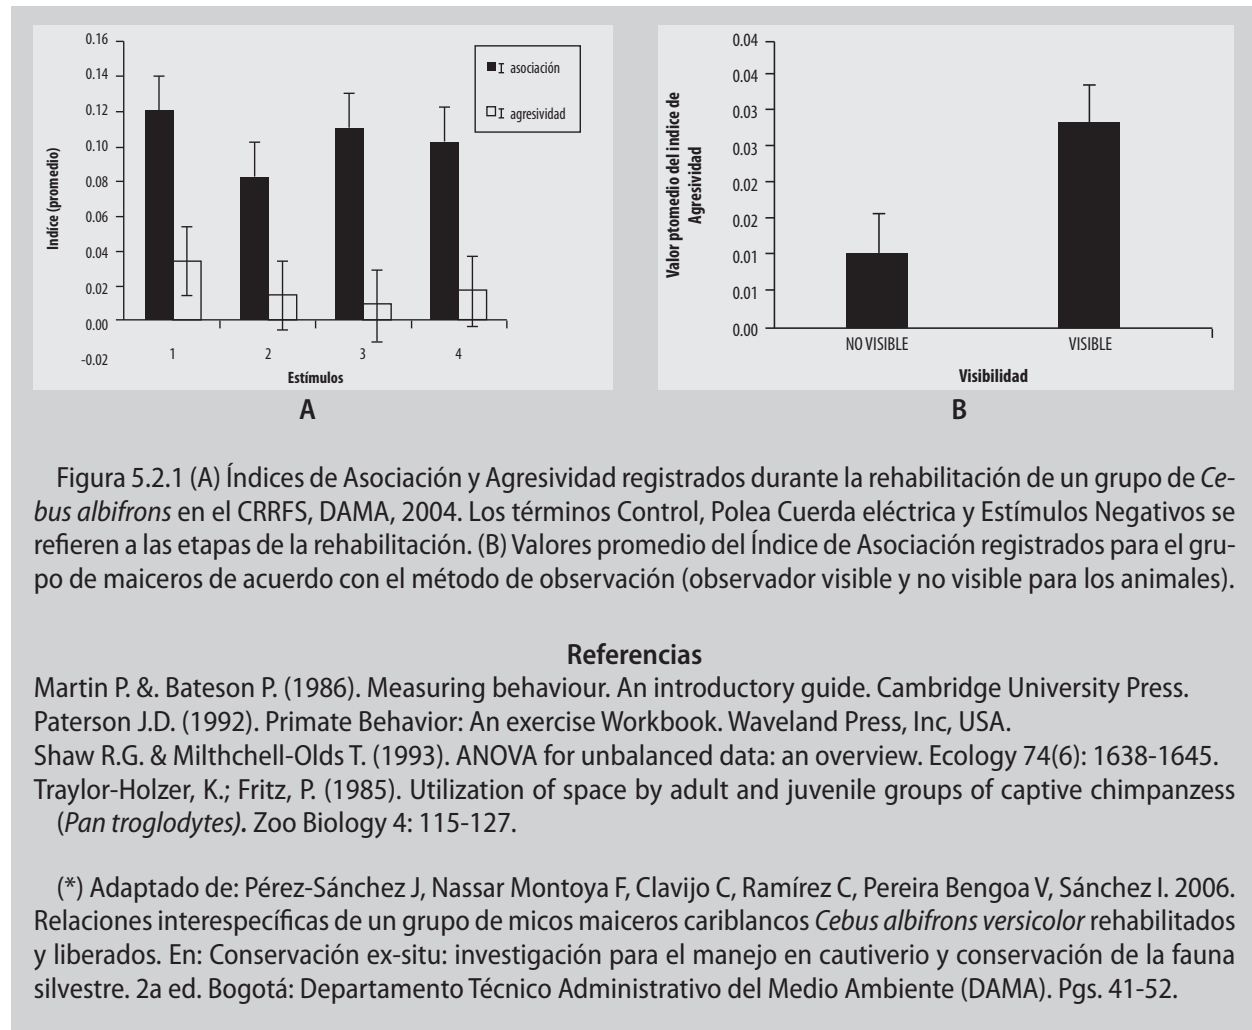 0.16
0.14
0.12
0.10
0.08
0.06
0.04
0.02
0.00
-0.02
Indíce (promedio)
asociación
agresividad
1 2 3 4
Estímulos
A
0.04
0.04
0.03
0.03
0.02
0.02
0.01
0.01
0.00
Valor ptomedio del indice de
Agresividad
NO VISIBLE VISIBLE
Visibilidad
B
Figura 5.2.1 (A) Índices de Asociación y Agresividad registrados durante la rehabilitación de un grupo de Ce-
bus albifrons en el CRRFS, DAMA, 2004. Los términos Control, Polea Cuerda eléctrica y Estímulos Negativos se
refieren a las etapas de la rehabilitación. (B) Valores promedio del Índice de Asociación registrados para el gru-
po de maiceros de acuerdo con el método de observación (observador visible y no visible para los animales).
Referencias
Martin P. &. Bateson P. (1986). Measuring behaviour. An introductory guide. Cambridge University Press.
Paterson J.D. (1992). Primate Behavior: An exercise Workbook. Waveland Press, Inc, USA.
Shaw R.G. & Milthchell-Olds T. (1993). ANOVA for unbalanced data: an overview. Ecology 74(6): 1638-1645.
Traylor-Holzer, K.; Fritz, P. (1985). Utilization of space by adult and juvenile groups of captive chimpanzess
(Pan troglodytes). Zoo Biology 4: 115-127.
(*) Adaptado de: Pérez-Sánchez J, Nassar Montoya F, Clavijo C, Ramírez C, Pereira Bengoa V, Sánchez I. 2006.
Relaciones interespecíficas de un grupo de micos maiceros cariblancos Cebus albifrons versicolor rehabilitados
y liberados. En: Conservación ex-situ: investigación para el manejo en cautiverio y conservación de la fauna
silvestre. 2a ed. Bogotá: Departamento Técnico Administrativo del Medio Ambiente (DAMA). Pgs. 41-52.